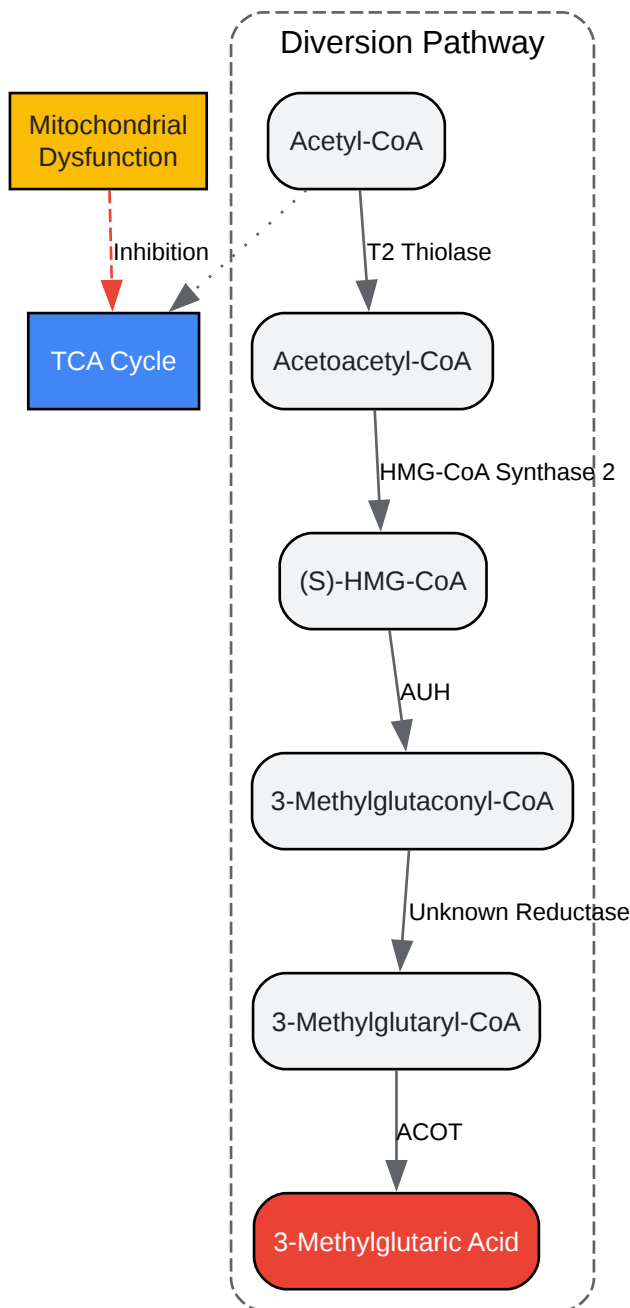 Diversion Pathway
Mitochondrial
Dysfunction
Acetyl-CoA
Inhibition
T2 Thiolase
TCA Cycle
Acetoacetyl-CoA
HMG-CoA Synthase 2
(S)-HMG-CoA
AUH
3-Methylglutaconyl-CoA
Unknown Reductase
3-Methylglutaryl-CoA
ACOT
3-Methylglutaric Acid